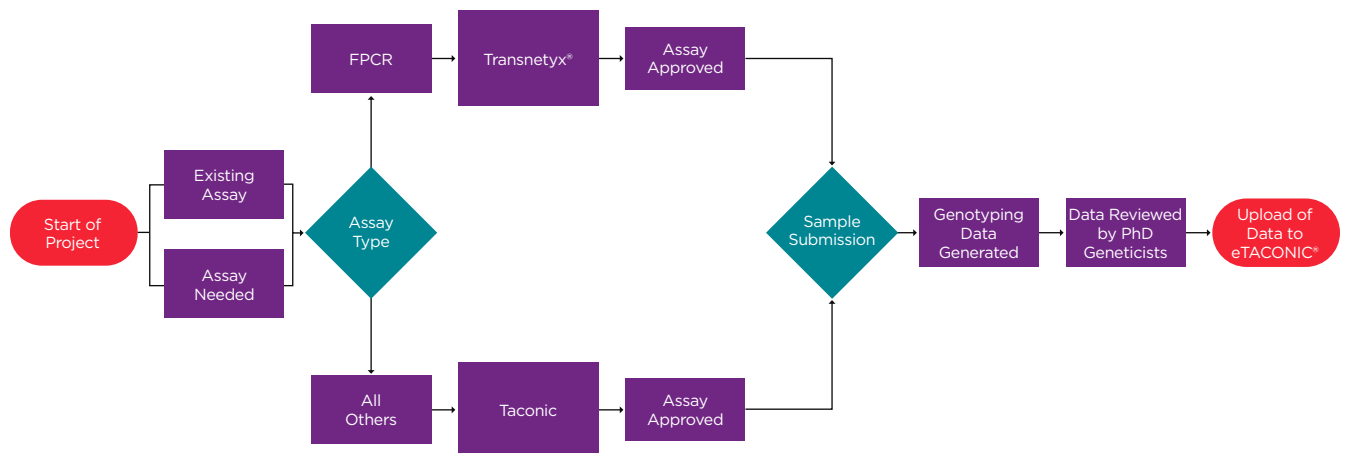 FPCR
Transnetyx®
Assay
Approved
Existing
Assay
Start of
Project
Assay
Needed
Assay
Type
Sample
Submission
Genotyping
Data
Generated
Data Reviewed
by PhD
Geneticists
Upload of
Data to
eTACONIC®
All
Others
Taconic
Assay
Approved